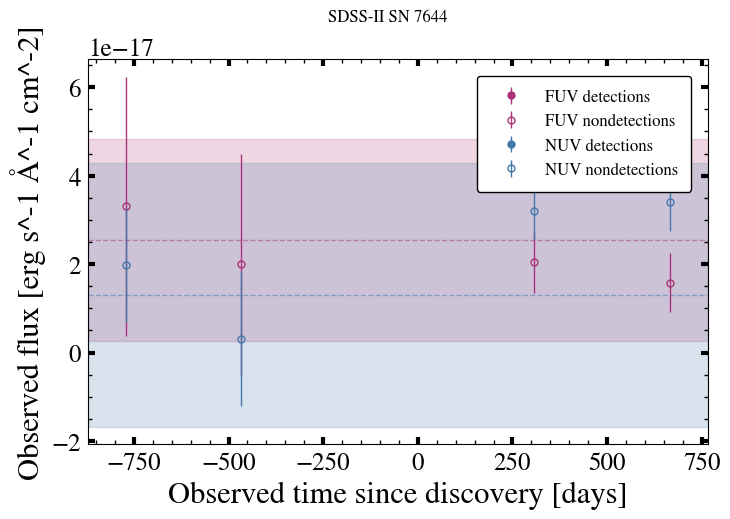 SDSS-II SN 7644
1e−17
Observed flux [erg s^-1 Å^-1 cm^-2]
6
4
2
0
−2
FUV detections
FUV nondetections
NUV detections
NUV nondetections
−750 −500 −250 0 250 500 750
Observed time since discovery [days]